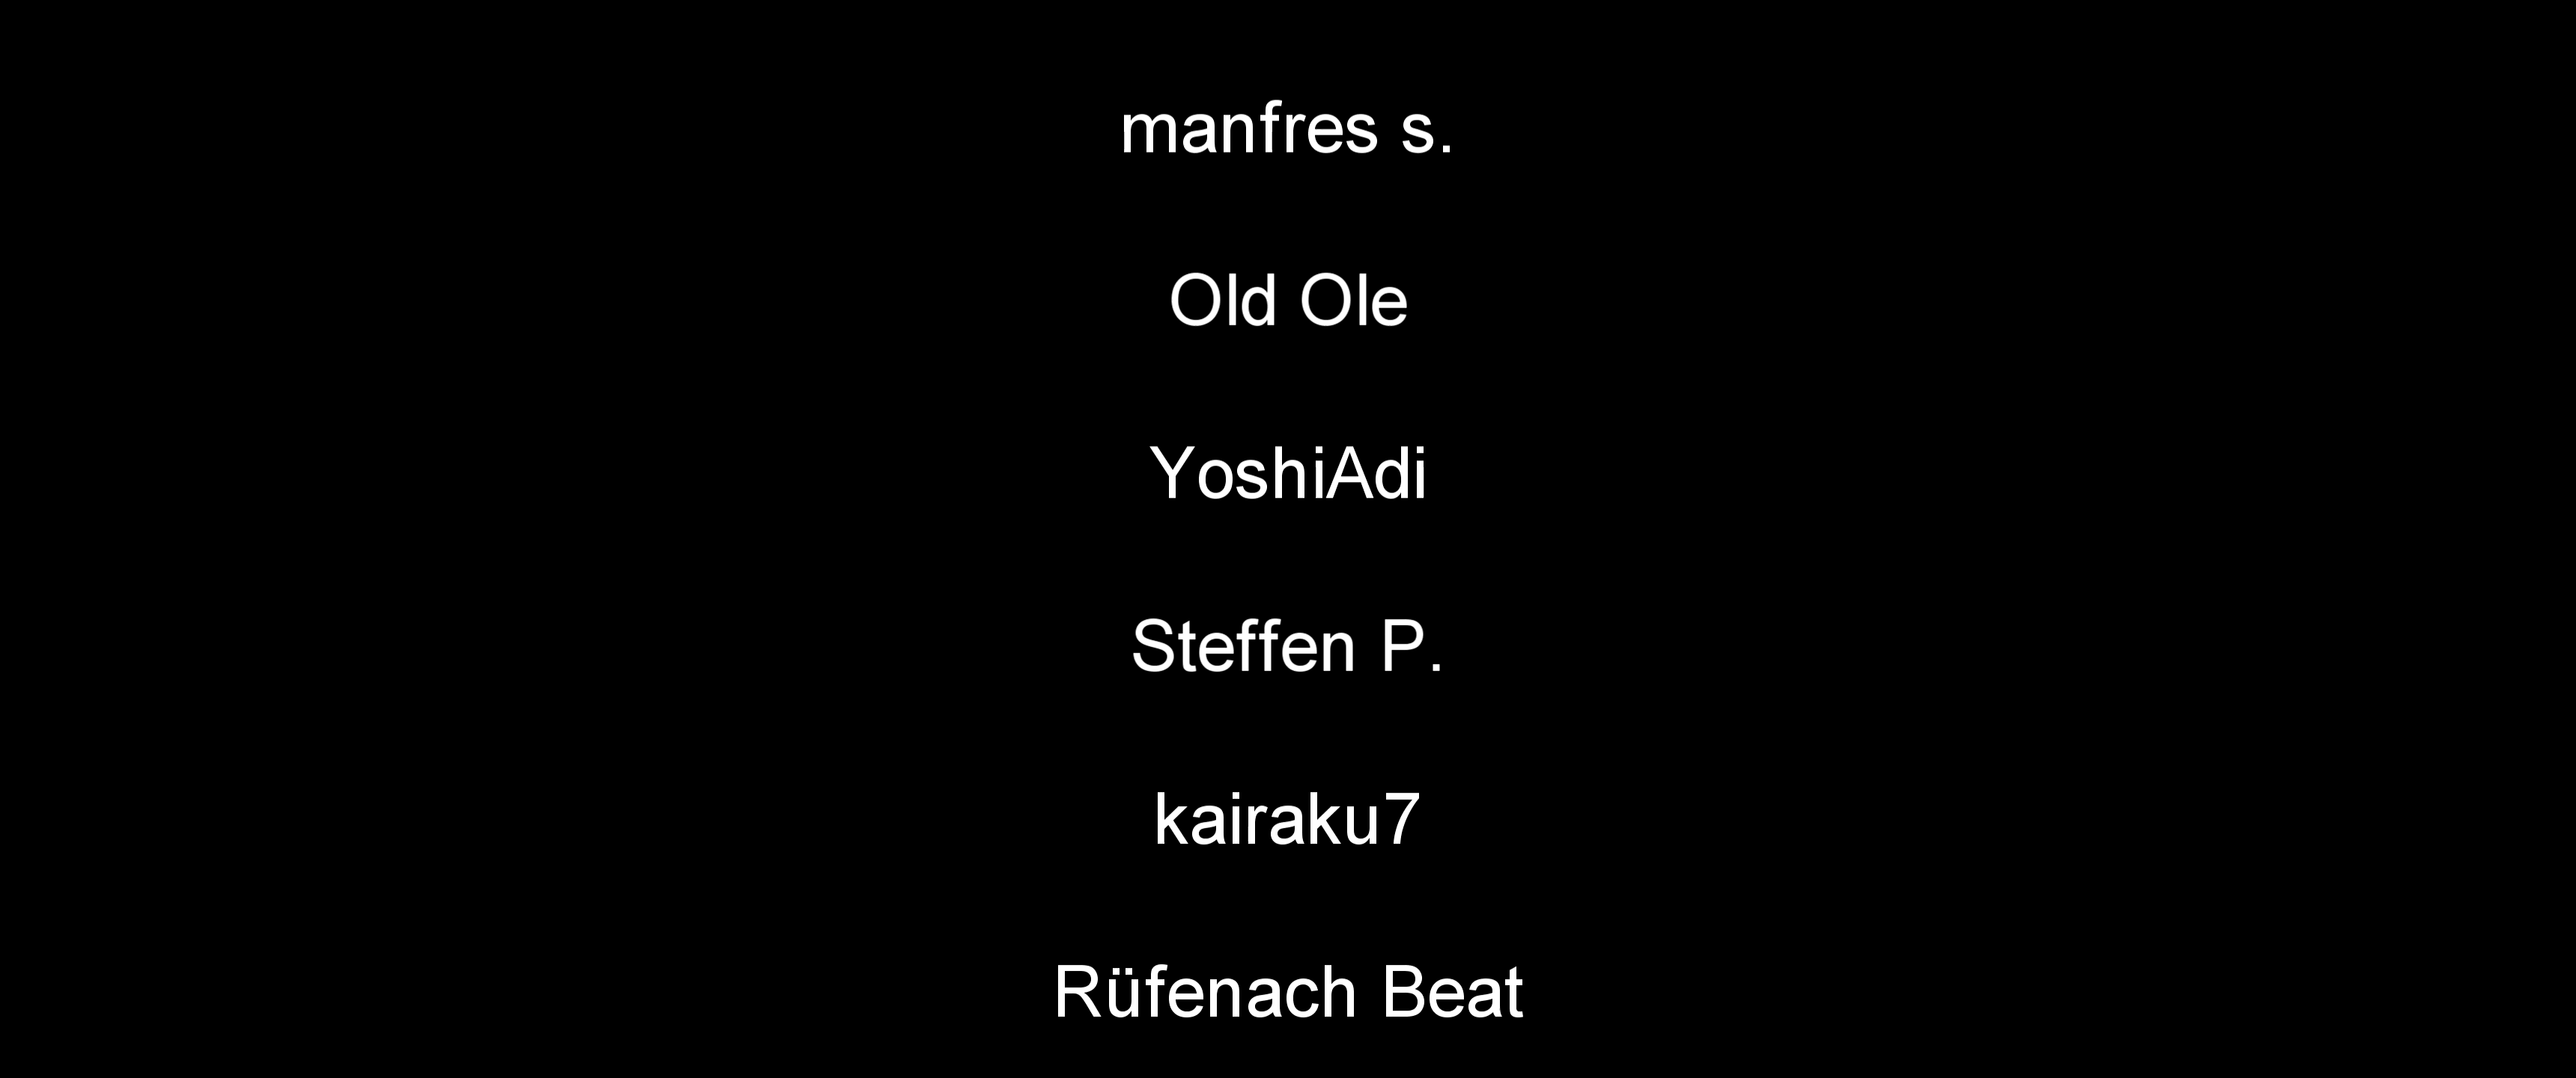 manfres s.
Old Ole
YoshiAdi
Steffen P.
kairaku7
Rüfenach Beat